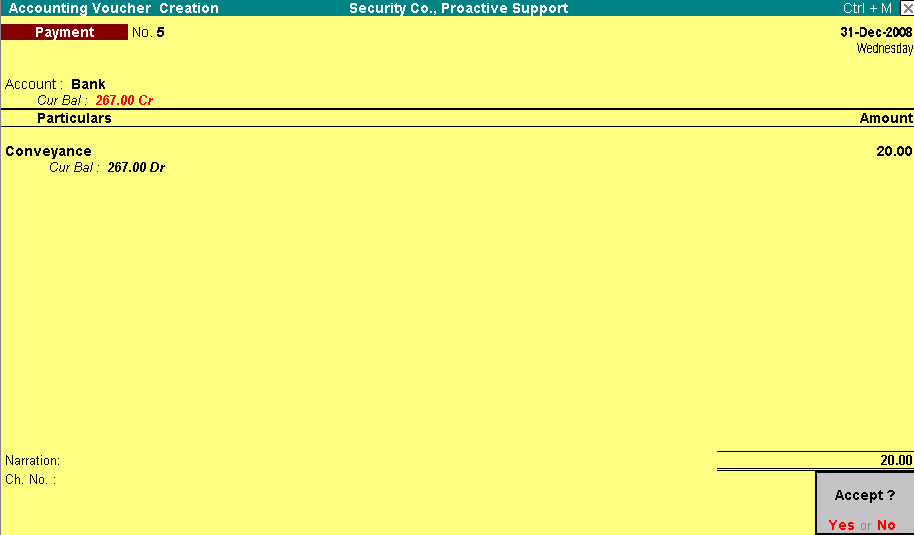 Accounting Voucher Creation Security Co., Proactive Support Ctrl + M
Payment No. 5 31-Dec-2008
Wednesday
Account : Bank
Cur Bal : 267.00 Cr
Particulars Amount
Conveyance 20.00
Cur Bal : 267.00 Dr
Narration: 20.00
Ch. No. :
Accept ?
Yes or No